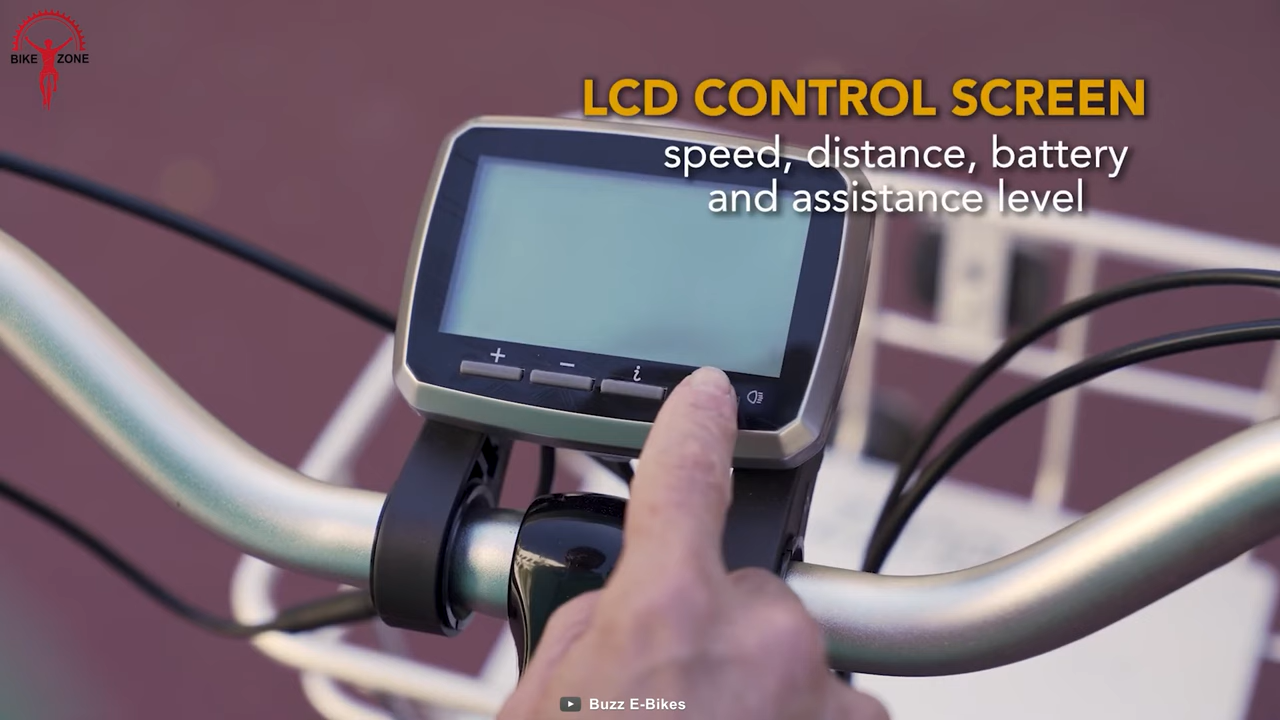 BIKE ZONE
LCD CONTROL SCREEN
speed, distance, battery
and assistance level
+
−
i
Buzz E-Bikes